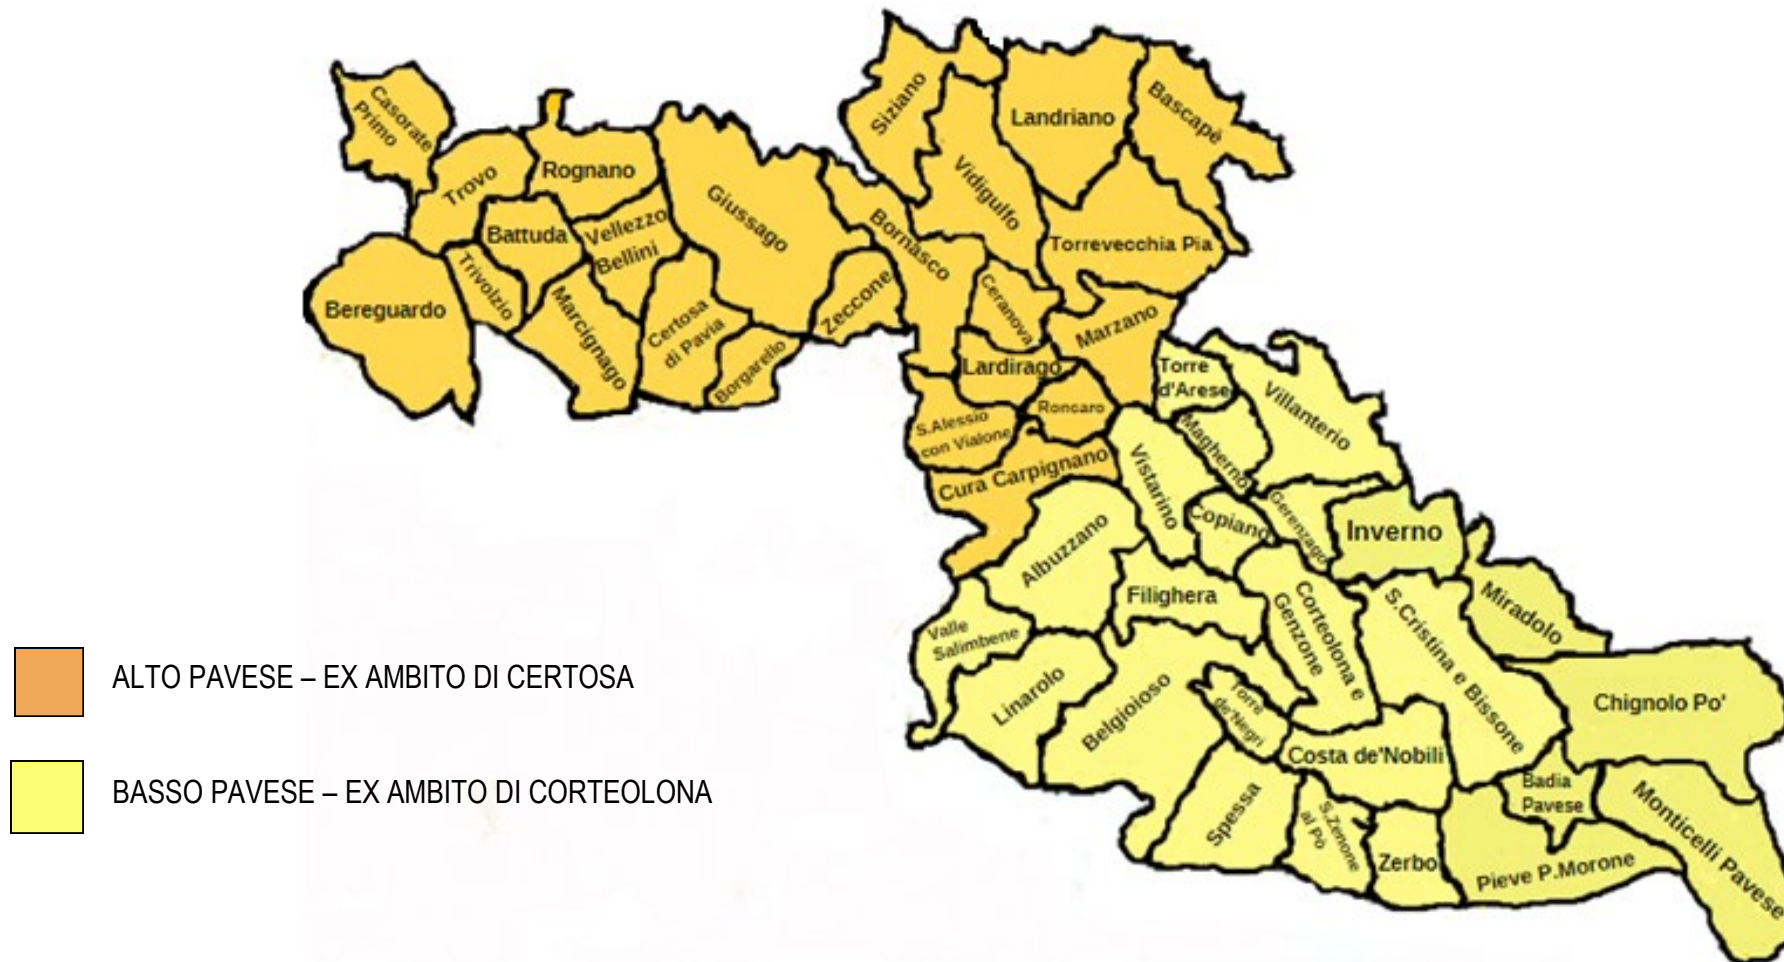 Casorate
Primo
Trovo
Rognano
Battuda
Vellezzo
Bellini
Giussago
Bereguardo
Trivolzio
Marcignago
Certosa
di Pavia
Borgarello
Zeccone
Bornasco
Siziano
Vidigulfo
Landriano
Bascapè
Torrevecchia Pia
Ceranova
Marzano
Lardirago
Roncaro
S.Alessio
con Vialone
Cura Carpignano
Torre
d'Arese
Villanterio
Magherno
Vistarino
Gerenzago
Copiano
Inverno
Albuzzano
Filighera
Corteolona e
Genzone
S.Cristina e Bissone
Miradolo
Valle
Salimbene
Linarolo
Belgioioso
Torre
de'Negri
Costa de'Nobili
Chignolo Po'
Badia
Pavese
Monticelli Pavese
Spessa
S.Zenone
al Pò
Zerbo
Pieve P.Morone
ALTO PAVESE – EX AMBITO DI CERTOSA
BASSO PAVESE – EX AMBITO DI CORTEOLONA